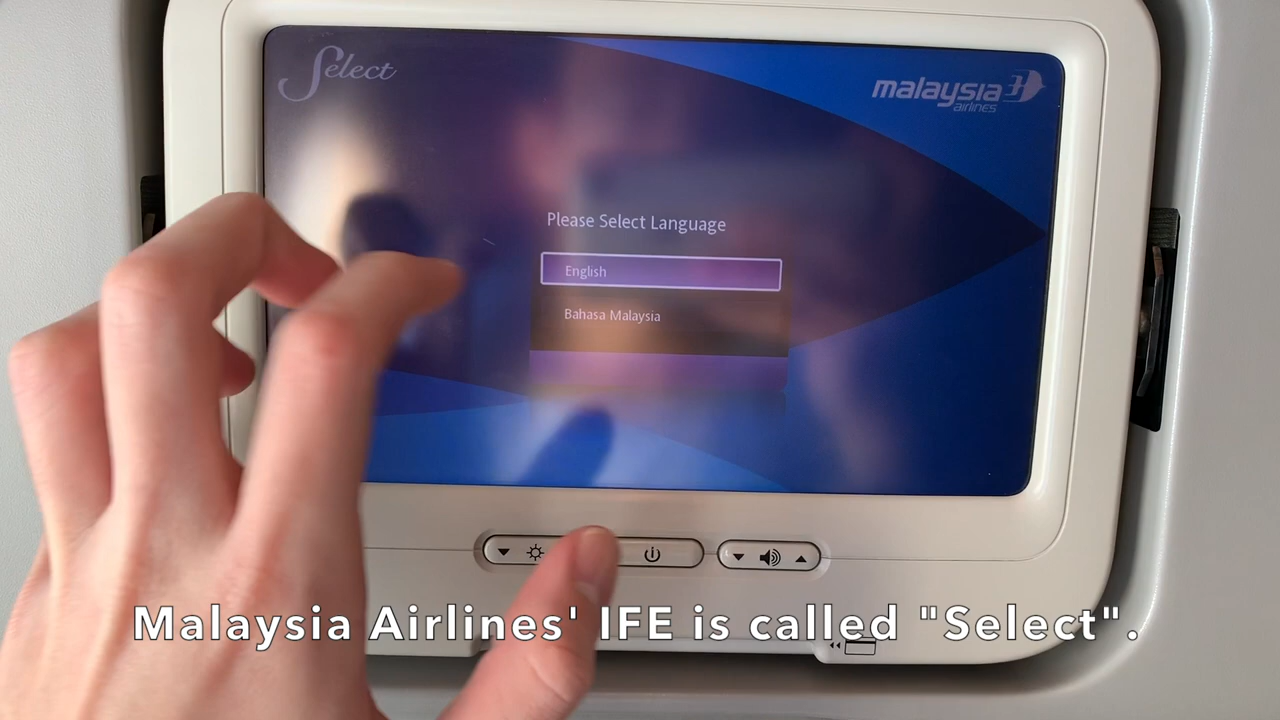 Select
malaysia
airlines
Please Select Language
English
Bahasa Malaysia
Malaysia Airlines' IFE is called "Select".